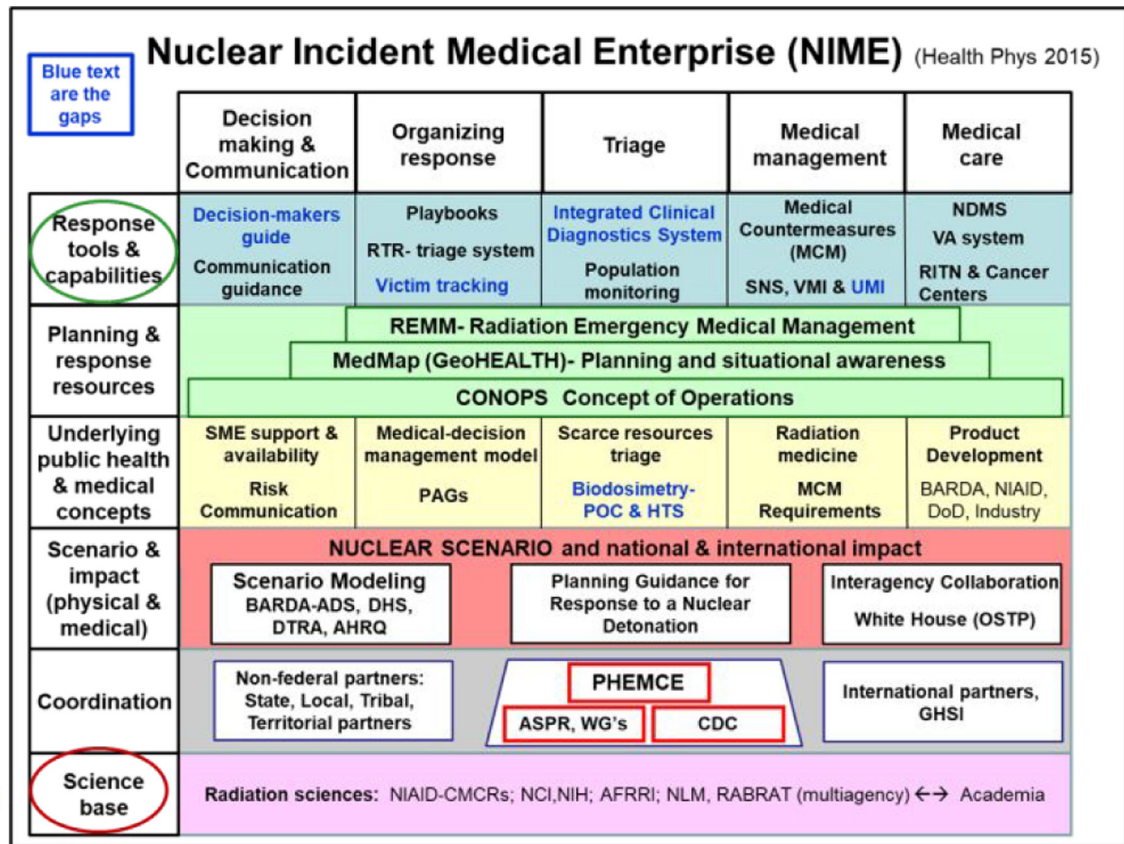 Nuclear Incident Medical Enterprise (NIME) (Health Phys 2015)
Blue text
are the
gaps
Decision
making &
Communication
Organizing
response
Triage
Medical
management
Medical
care
Response
tools &
capabilities
Decision-makers
guide
Communication
guidance
Playbooks
RTR- triage system
Victim tracking
Integrated Clinical
Diagnostics System
Population
monitoring
Medical
Countermeasures
(MCM)
SNS, VMI & UMI
NDMS
VA system
RITN & Cancer
Centers
Planning &
response
resources
REMM- Radiation Emergency Medical Management
MedMap (GeoHEALTH)- Planning and situational awareness
CONOPS Concept of Operations
Underlying
public health
& medical
concepts
SME support &
availability
Risk
Communication
Medical-decision
management model
PAGs
Scarce resources
triage
Biodosimetry-
POC & HTS
Radiation
medicine
MCM
Requirements
Product
Development
BARDA, NIAID,
DoD, Industry
Scenario &
impact
(physical &
medical)
NUCLEAR SCENARIO and national & international impact
Scenario Modeling
BARDA-ADS, DHS,
DTRA, AHRQ
Planning Guidance for
Response to a Nuclear
Detonation
Interagency Collaboration
White House (OSTP)
Coordination
Non-federal partners:
State, Local, Tribal,
Territorial partners
PHEMCE
ASPR, WG's
CDC
International partners,
GHSI
Science
base
Radiation sciences: NIAID-CMCRs; NCI,NIH; AFRRI; NLM, RABRAT (multiagency) ←→ Academia